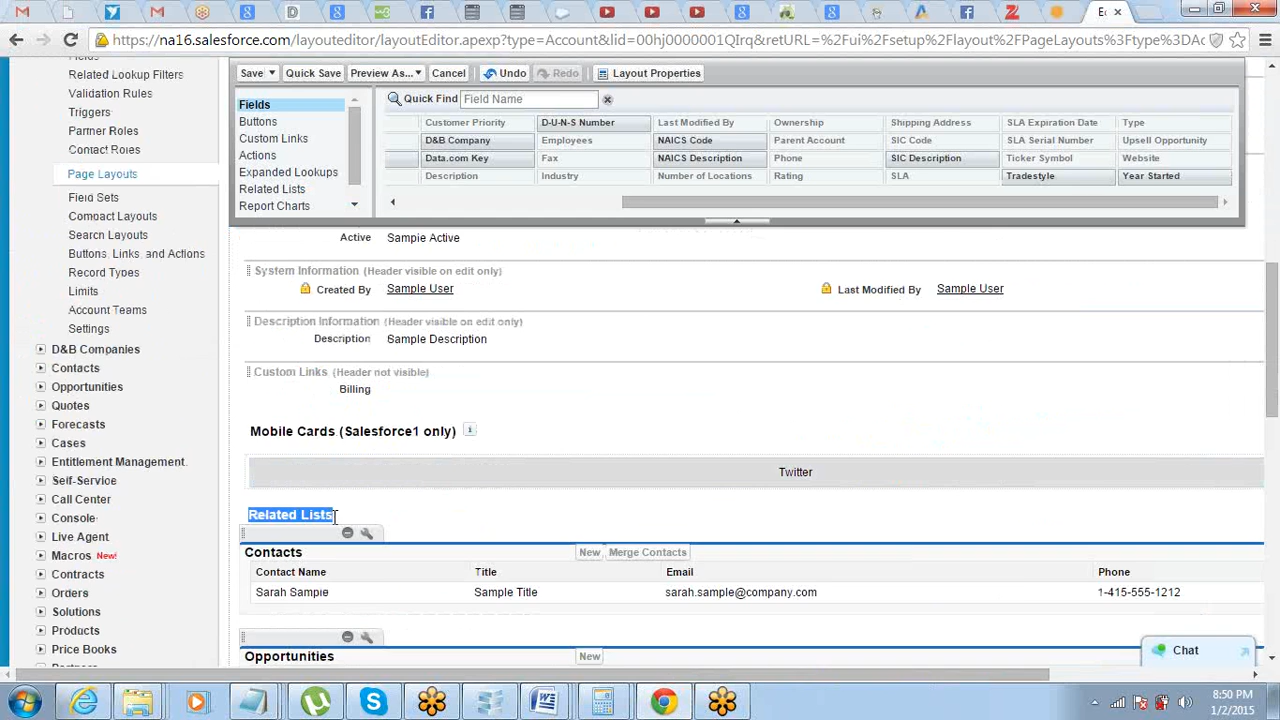 Ec ×
https://na16.salesforce.com/layouteditor/layoutEditor.apexp?type=Account&lid=00hj0000001QIrq&retURL=%2Fui%2Fsetup%2Flayout%2FPageLayouts%3Ftype%3DAc
Fields
Related Lookup Filters
Validation Rules
Triggers
Partner Roles
Contact Roles
Page Layouts
Field Sets
Compact Layouts
Search Layouts
Buttons, Links, and Actions
Record Types
Limits
Account Teams
Settings
D&B Companies
Contacts
Opportunities
Quotes
Forecasts
Cases
Entitlement Management
Self-Service
Call Center
Console
Live Agent
Macros New!
Contracts
Orders
Solutions
Products
Price Books
Partners
Save Quick Save Preview As... Cancel Undo Redo Layout Properties
Fields
Buttons
Custom Links
Actions
Expanded Lookups
Related Lists
Report Charts
Quick Find Field Name
Customer Priority D-U-N-S Number Last Modified By Ownership Shipping Address SLA Expiration Date Type
D&B Company Employees NAICS Code Parent Account SIC Code SLA Serial Number Upsell Opportunity
Data.com Key Fax NAICS Description Phone SIC Description Ticker Symbol Website
Description Industry Number of Locations Rating SLA Tradestyle Year Started
Active Sample Active
System Information (Header visible on edit only)
Created By Sample User Last Modified By Sample User
Description Information (Header visible on edit only)
Description Sample Description
Custom Links (Header not visible)
Billing
Mobile Cards (Salesforce1 only) i
Twitter
Related Lists
Contacts New Merge Contacts
Contact Name Title Email Phone
Sarah Sample Sample Title sarah.sample@company.com 1-415-555-1212
Opportunities New
Chat
8:50 PM
1/2/2015